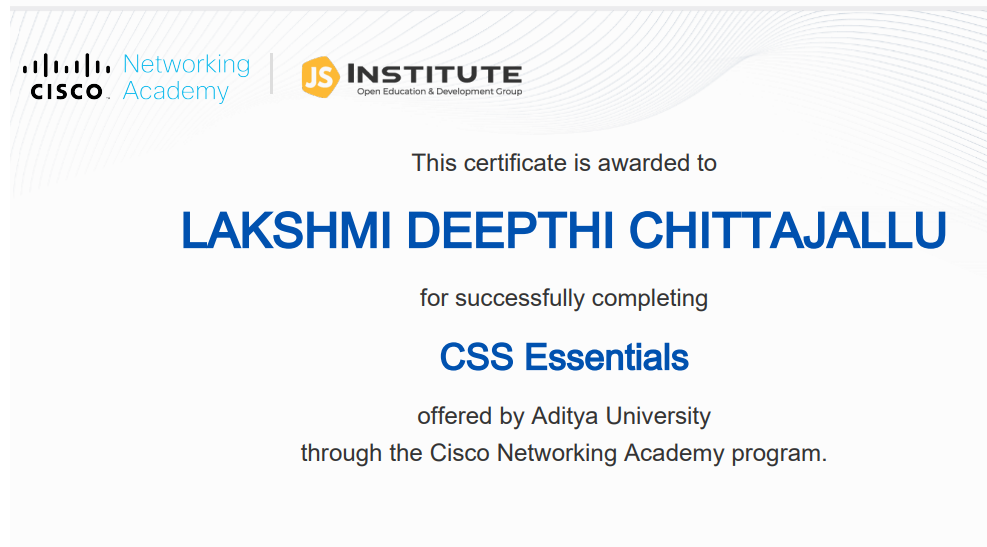 Networking
CISCO Academy
JS INSTITUTE
Open Education & Development Group
This certificate is awarded to
LAKSHMI DEEPTHI CHITTAJALLU
for successfully completing
CSS Essentials
offered by Aditya University
through the Cisco Networking Academy program.